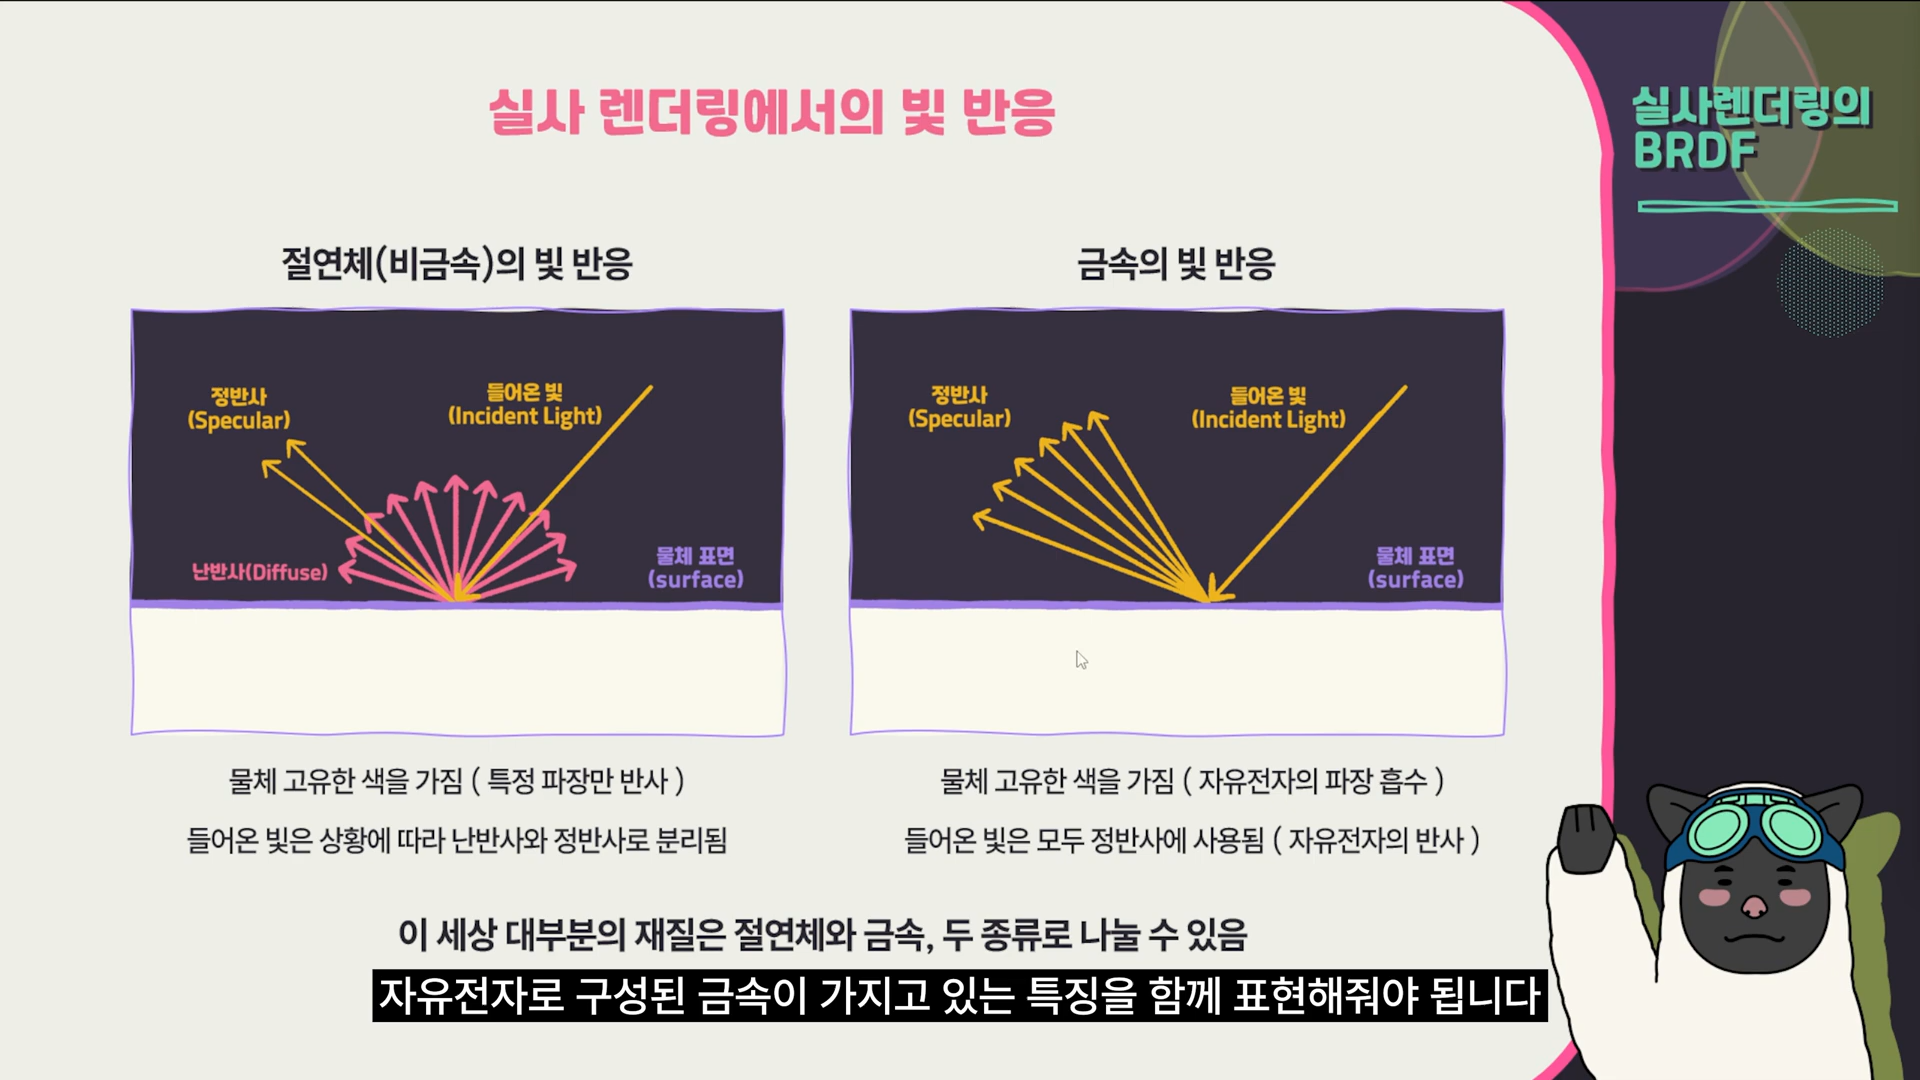 실사 렌더링에서의 빛 반응
실사렌더링의
BRDF
절연체(비금속)의 빛 반응
정반사
(Specular)
들어온 빛
(Incident Light)
난반사(Diffuse)
물체 표면
(surface)
물체 고유한 색을 가짐 ( 특정 파장만 반사 )
들어온 빛은 상황에 따라 난반사와 정반사로 분리됨
금속의 빛 반응
정반사
(Specular)
들어온 빛
(Incident Light)
물체 표면
(surface)
물체 고유한 색을 가짐 ( 자유전자의 파장 흡수 )
들어온 빛은 모두 정반사에 사용됨 ( 자유전자의 반사 )
이 세상 대부분의 재질은 절연체와 금속, 두 종류로 나눌 수 있음
자유전자로 구성된 금속이 가지고 있는 특징을 함께 표현해줘야 됩니다